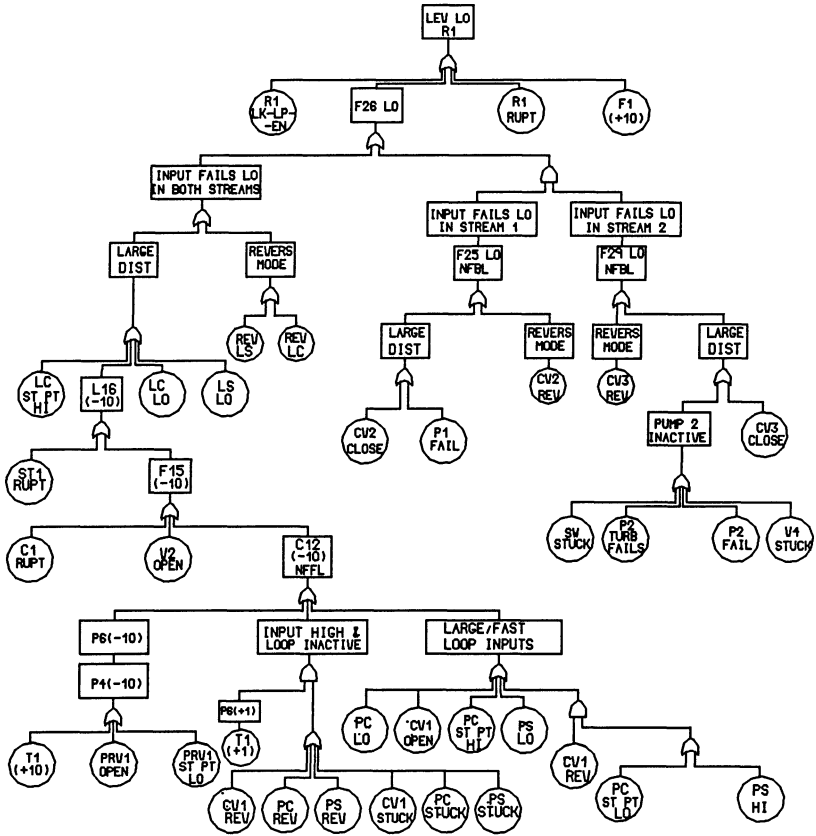 LEV LO
R1
R1
LK-LP-
-EN
F26 LO
R1
RUPT
F1
(+10)
INPUT FAILS LO
IN BOTH STREAMS
INPUT FAILS LO
IN STREAM 1
INPUT FAILS LO
IN STREAM 2
LARGE
DIST
REVERS
MODE
F25 LO
NFBL
F29 LO
NFBL
REV
LS
REV
LC
LARGE
DIST
REVERS
MODE
REVERS
MODE
LARGE
DIST
LC
ST PT
HI
L16
(-10)
LC
LO
LS
LO
CV2
REV
CV3
REV
CV2
CLOSE
P1
FAIL
PUMP 2
INACTIVE
CV3
CLOSE
ST1
RUPT
F15
(-10)
C1
RUPT
V2
OPEN
C12
(-10)
NFFL
SW
STUCK
P2
TURB
FAILS
P2
FAIL
V4
STUCK
P6(-10)
INPUT HIGH &
LOOP INACTIVE
LARGE/FAST
LOOP INPUTS
P4(-10)
P6(+1)
T1
(+10)
PRV1
OPEN
PRV1
ST PT
LO
T1
(+1)
PC
LO
CV1
OPEN
PC
ST PT
HI
PS
LO
CV1
REV
CV1
REV
PC
REV
PS
REV
CV1
STUCK
PC
STUCK
PS
STUCK
PC
ST PT
LO
PS
HI